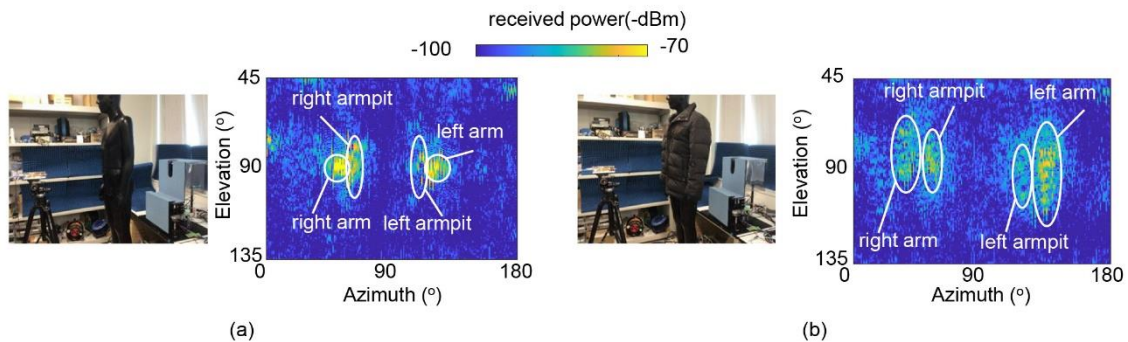 received power(-dBm)
-100 -70
45
right armpit
left arm
Elevation (°)
90
right arm left armpit
135
0 90 180
Azimuth (°)
(a)
45
right armpit left arm
Elevation (°)
90
right arm left armpit
135
0 90 180
Azimuth (°)
(b)